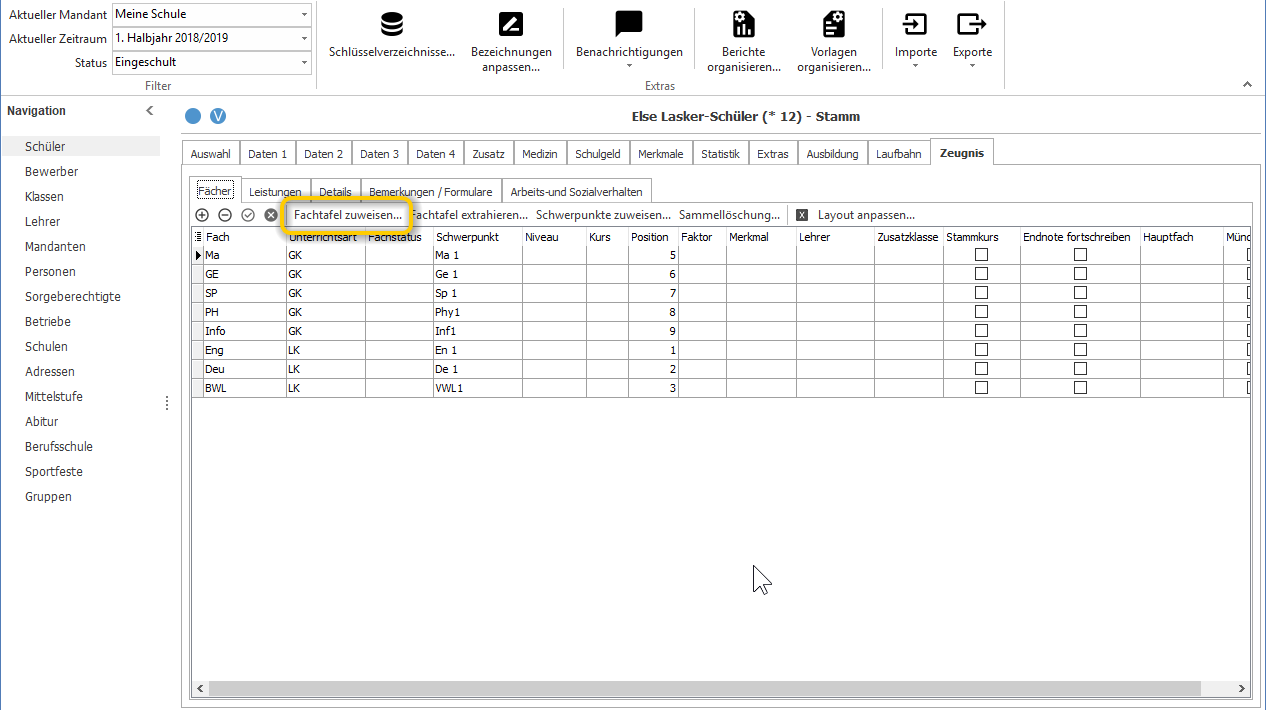 Aktueller Mandant Meine Schule
Aktueller Zeitraum 1. Halbjahr 2018/2019
Status Eingeschult
Filter
Schlüsselverzeichnisse...
Bezeichnungen
anpassen...
Benachrichtigungen
Berichte
organisieren...
Vorlagen
organisieren...
Importe
Exporte
Extras
Navigation
Schüler
Bewerber
Klassen
Lehrer
Mandanten
Personen
Sorgeberechtigte
Betriebe
Schulen
Adressen
Mittelstufe
Abitur
Berufsschule
Sportfeste
Gruppen
V
Else Lasker-Schüler (* 12) - Stamm
Auswahl Daten 1 Daten 2 Daten 3 Daten 4 Zusatz Medizin Schulgeld Merkmale Statistik Extras Ausbildung Laufbahn Zeugnis
Fächer Leistungen Details Bemerkungen / Formulare Arbeits-und Sozialverhalten
Fachtafel zuweisen... Fachtafel extrahieren... Schwerpunkte zuweisen... Sammellöschung... X Layout anpassen...
Fach Unterrichtsart Fachstatus Schwerpunkt Niveau Kurs Position Faktor Merkmal Lehrer Zusatzklasse Stammkurs Endnote fortschreiben Hauptfach Münd
Ma GK Ma 1 5
GE GK Ge 1 6
SP GK Sp 1 7
PH GK Phy1 8
Info GK Inf1 9
Eng LK En 1 1
Deu LK De 1 2
BWL LK VWL1 3